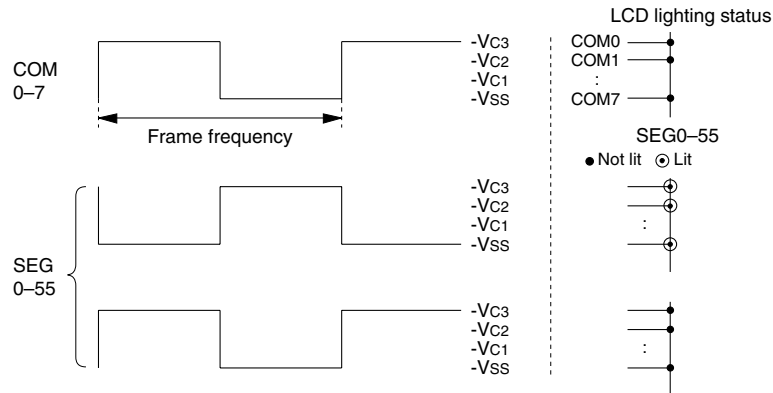 LCD lighting status
COM
0–7
-VC3
-VC2
-VC1
-VSS
COM0
COM1
:
COM7
Frame frequency
SEG0–55
● Not lit ◉ Lit
SEG
0–55
-VC3
-VC2
-VC1
-VSS
:
-VC3
-VC2
-VC1
-VSS
: